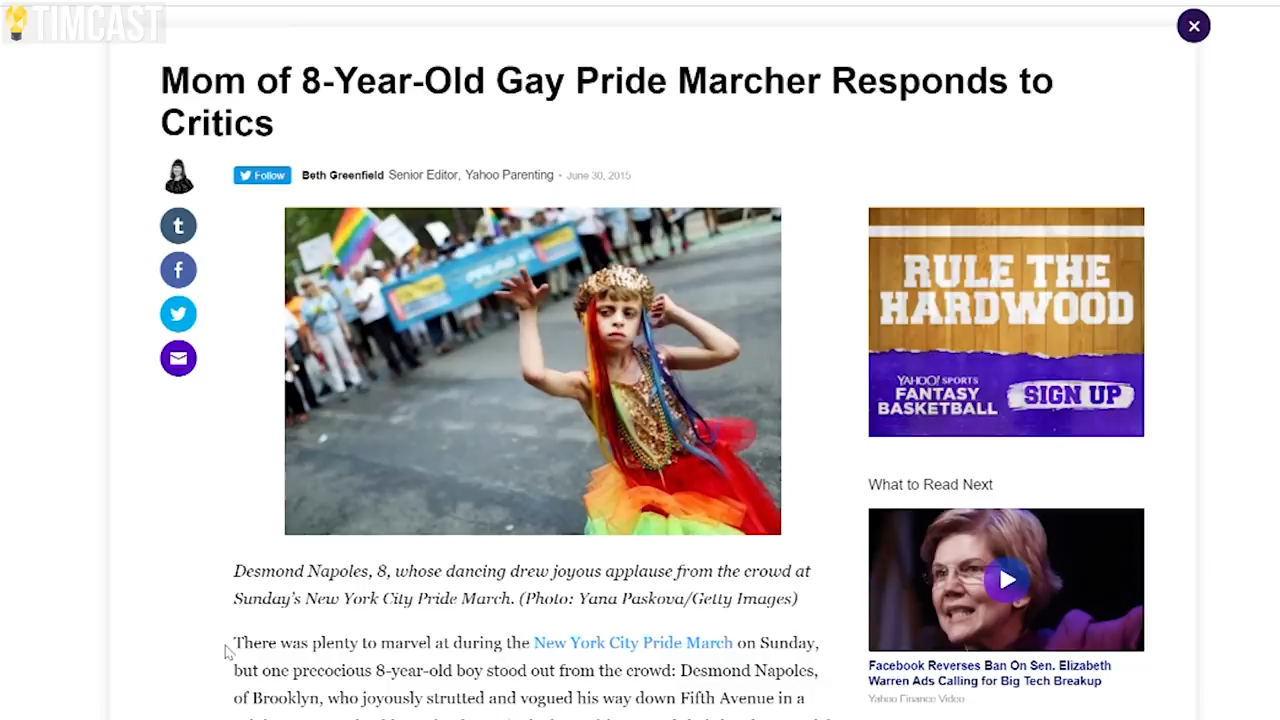 TIMCAST
Mom of 8-Year-Old Gay Pride Marcher Responds to
Critics
Follow
Beth Greenfield Senior Editor, Yahoo Parenting • June 30, 2015
RULE THE
HARDWOOD
YAHOO! SPORTS
FANTASY
BASKETBALL
SIGN UP
What to Read Next
Desmond Napoles, 8, whose dancing drew joyous applause from the crowd at
Sunday's New York City Pride March. (Photo: Yana Paskova/Getty Images)
There was plenty to marvel at during the New York City Pride March on Sunday,
but one precocious 8-year-old boy stood out from the crowd: Desmond Napoles,
of Brooklyn, who joyously strutted and vogued his way down Fifth Avenue in a
Facebook Reverses Ban On Sen. Elizabeth
Warren Ads Calling for Big Tech Breakup
Yahoo Finance Video